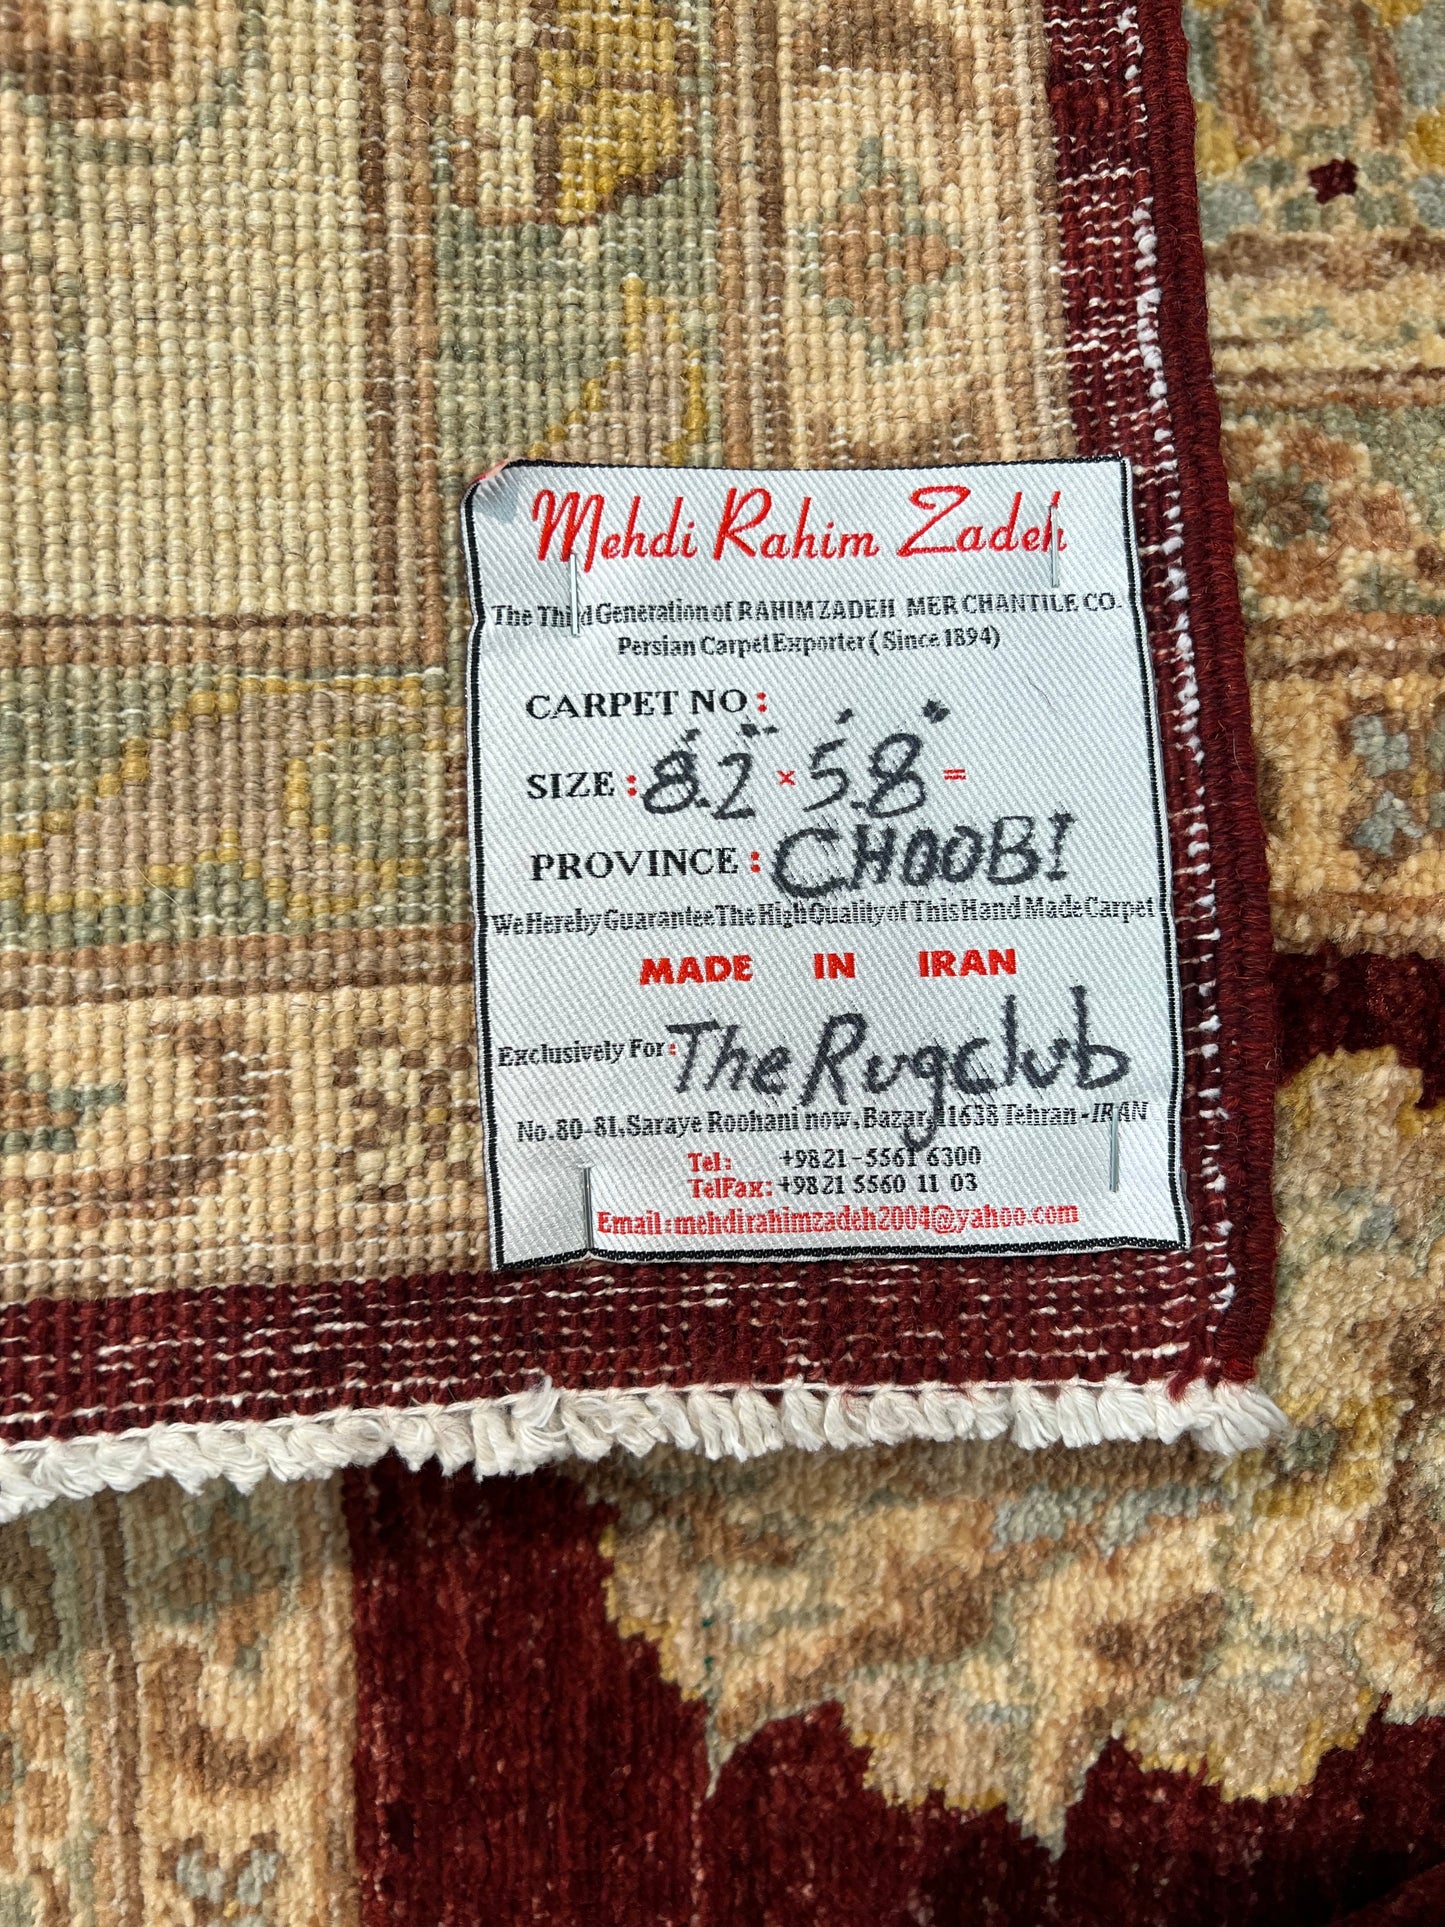 Mehdi Rahim Zadeh
The Third Generation of RAHIMZADEH MERCHANTILE CO.
Persian Carpet Exporter (Since 1894)
CARPET NO:
SIZE: 8.2" × 5.8" =
PROVINCE: CHOOBI
We Hereby Guarantee The High Quality of This Hand Made Carpet
MADE IN IRAN
Exclusively For: The Rugclub
No.80-81,Saraye Roohani now, Bazar, 11638 Tehran-IRAN
Tel: +9821-5561 6300
TelFax: +9821 5560 11 03
Email:mehdirahimzadeh2004@yahoo.com